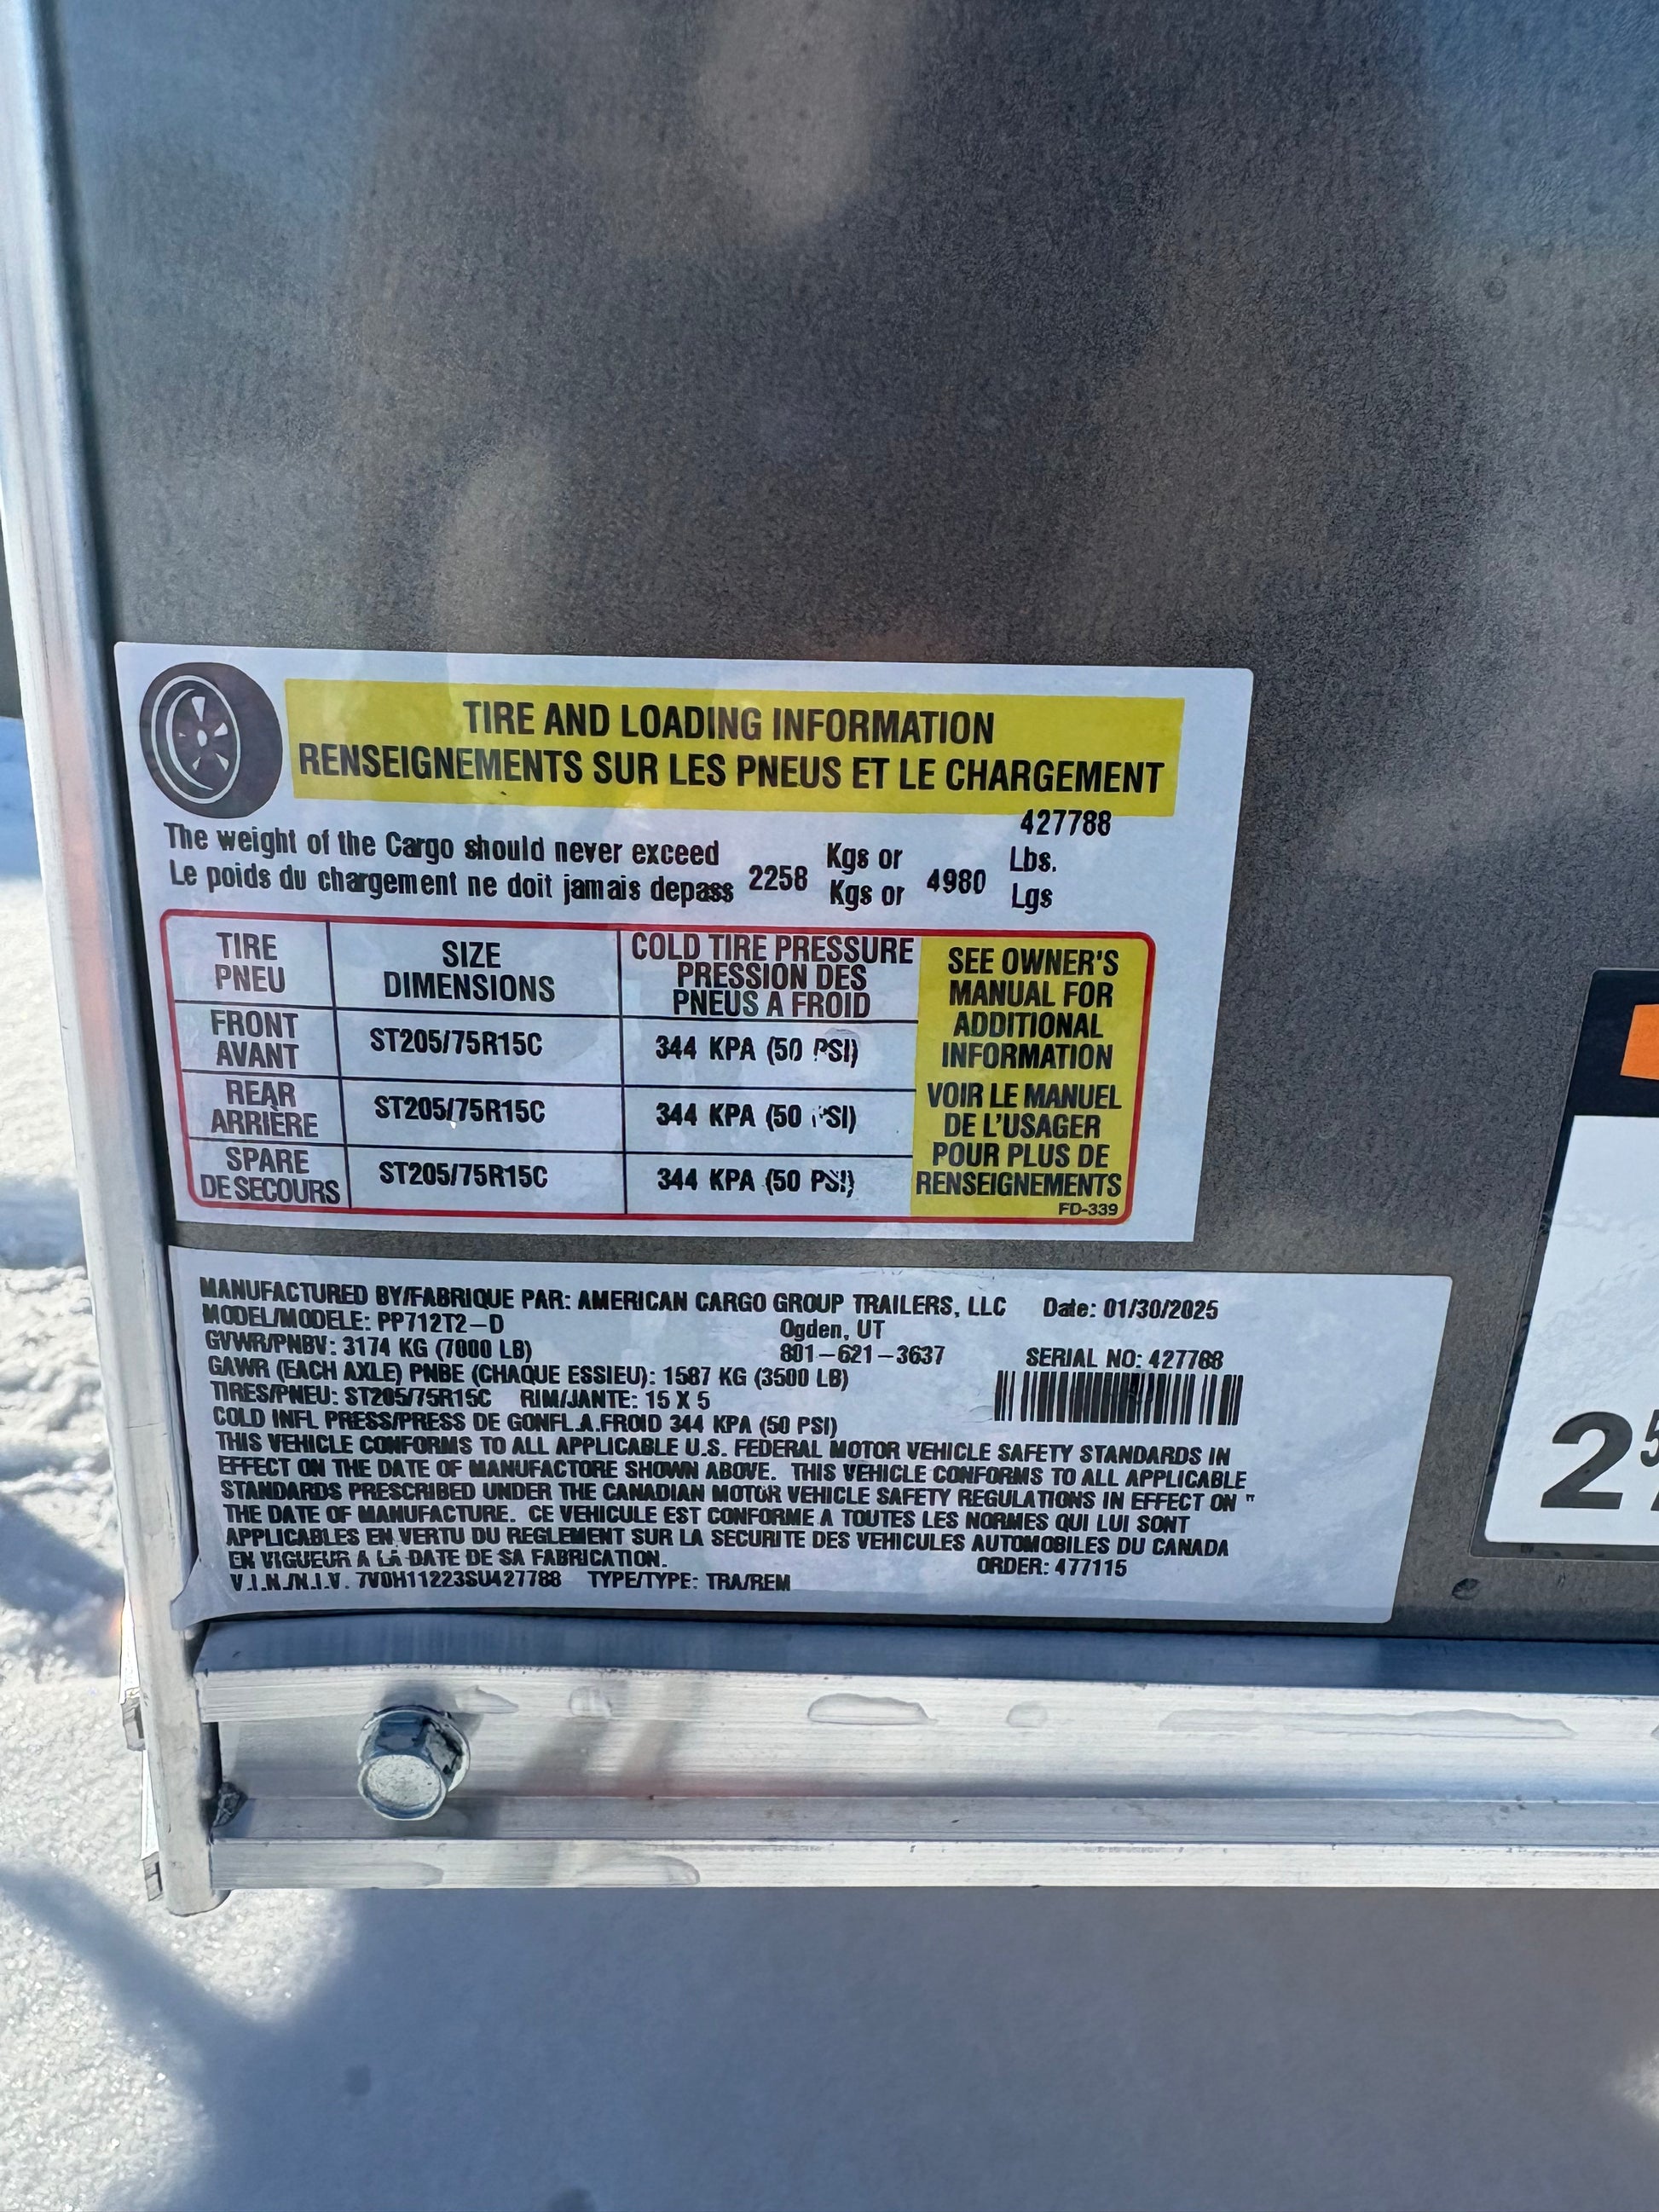 TIRE AND LOADING INFORMATION
RENSEIGNEMENTS SUR LES PNEUS ET LE CHARGEMENT
427788
The weight of the Cargo should never exceed
Le poids du chargement ne doit jamais depass
2258
Kgs or
Kgs or
4980
Lbs.
Lgs
TIRE
PNEU
SIZE
DIMENSIONS
COLD TIRE PRESSURE
PRESSION DES
PNEUS A FROID
FRONT
AVANT
ST205/75R15C
344 KPA (50 PSI)
REAR
ARRIÈRE
ST205/75R15C
344 KPA (50 PSI)
SPARE
DE SECOURS
ST205/75R15C
344 KPA (50 PSI)
SEE OWNER'S
MANUAL FOR
ADDITIONAL
INFORMATION
VOIR LE MANUEL
DE L'USAGER
POUR PLUS DE
RENSEIGNEMENTS
FD-339
MANUFACTURED BY/FABRIQUE PAR: AMERICAN CARGO GROUP TRAILERS, LLC Date: 01/30/2025
MODEL/MODELE: PP712T2-D Ogden, UT
GVWR/PNBV: 3174 KG (7000 LB) 801-621-3637 SERIAL NO: 427788
GAWR (EACH AXLE) PNBE (CHAQUE ESSIEU): 1587 KG (3500 LB)
TIRES/PNEU: ST205/75R15C RIM/JANTE: 15 X 5
COLD INFL PRESS/PRESS DE GONFL.A.FROID 344 KPA (50 PSI)
THIS VEHICLE CONFORMS TO ALL APPLICABLE U.S. FEDERAL MOTOR VEHICLE SAFETY STANDARDS IN
EFFECT ON THE DATE OF MANUFACTORE SHOWN ABOVE. THIS VEHICLE CONFORMS TO ALL APPLICABLE
STANDARDS PRESCRIBED UNDER THE CANADIAN MOTOR VEHICLE SAFETY REGULATIONS IN EFFECT ON "
THE DATE OF MANUFACTURE. CE VEHICULE EST CONFORME A TOUTES LES NORMES QUI LUI SONT
APPLICABLES EN VERTU DU REGLEMENT SUR LA SECURITE DES VEHICULES AUTOMOBILES DU CANADA
EN VIGUEUR A LA DATE DE SA FABRICATION. ORDER: 477115
V.I.N./N.I.V. 7V0H11223SU427788 TYPE/TYPE: TRA/REM
2